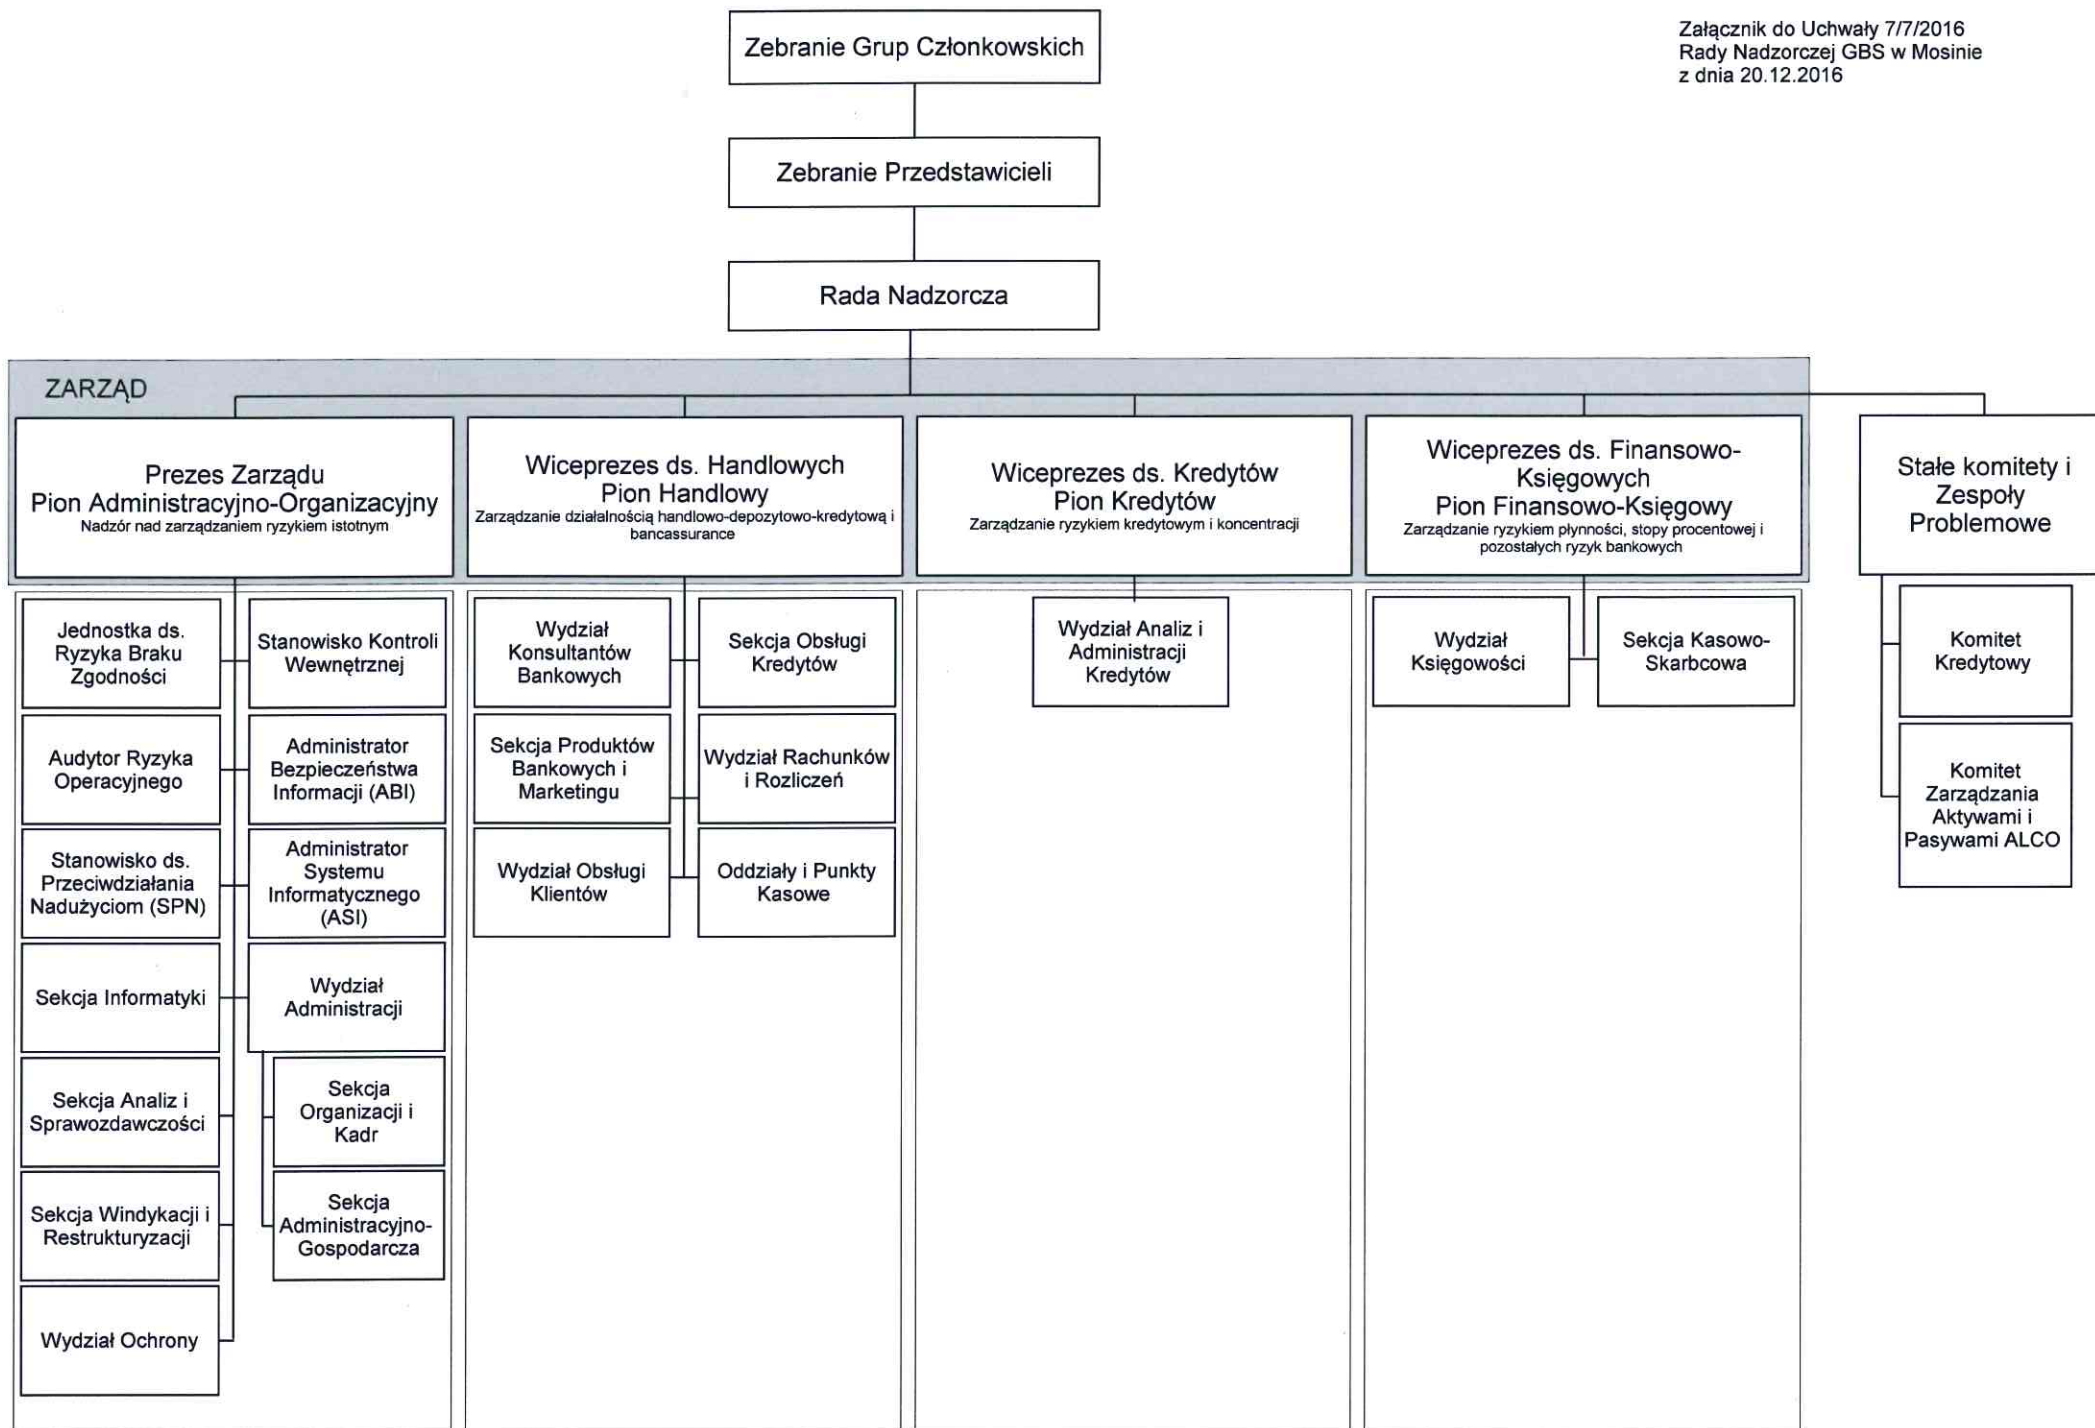 Załącznik do Uchwały 7/7/2016
Rady Nadzorczej GBS w Mosinie
z dnia 20.12.2016
Zebranie Grup Członkowskich
Zebranie Przedstawicieli
Rada Nadzorcza
ZARZĄD
Prezes Zarządu
Pion Administracyjno-Organizacyjny
Nadzór nad zarządzaniem ryzykiem istotnym
Wiceprezes ds. Handlowych
Pion Handlowy
Zarządzanie działalnością handlowo-depozytowo-kredytową i
bancassurance
Wiceprezes ds. Kredytów
Pion Kredytów
Zarządzanie ryzykiem kredytowym i koncentracji
Wiceprezes ds. Finansowo-
Księgowych
Pion Finansowo-Księgowy
Zarządzanie ryzykiem płynności, stopy procentowej i
pozostałych ryzyk bankowych
Stałe komitety i
Zespoły
Problemowe
Jednostka ds.
Ryzyka Braku
Zgodności
Stanowisko Kontroli
Wewnętrznej
Audytor Ryzyka
Operacyjnego
Administrator
Bezpieczeństwa
Informacji (ABI)
Stanowisko ds.
Przeciwdziałania
Nadużyciom (SPN)
Administrator
Systemu
Informatycznego
(ASI)
Sekcja Informatyki
Wydział
Administracji
Sekcja Analiz i
Sprawozdawczości
Sekcja
Organizacji i
Kadr
Sekcja Windykacji i
Restrukturyzacji
Sekcja
Administracyjno-
Gospodarcza
Wydział Ochrony
Wydział
Konsultantów
Bankowych
Sekcja Obsługi
Kredytów
Sekcja Produktów
Bankowych i
Marketingu
Wydział Rachunków
i Rozliczeń
Wydział Obsługi
Klientów
Oddziały i Punkty
Kasowe
Wydział Analiz i
Administracji
Kredytów
Wydział
Księgowości
Sekcja Kasowo-
Skarbcowa
Komitet
Kredytowy
Komitet
Zarządzania
Aktywami i
Pasywami ALCO